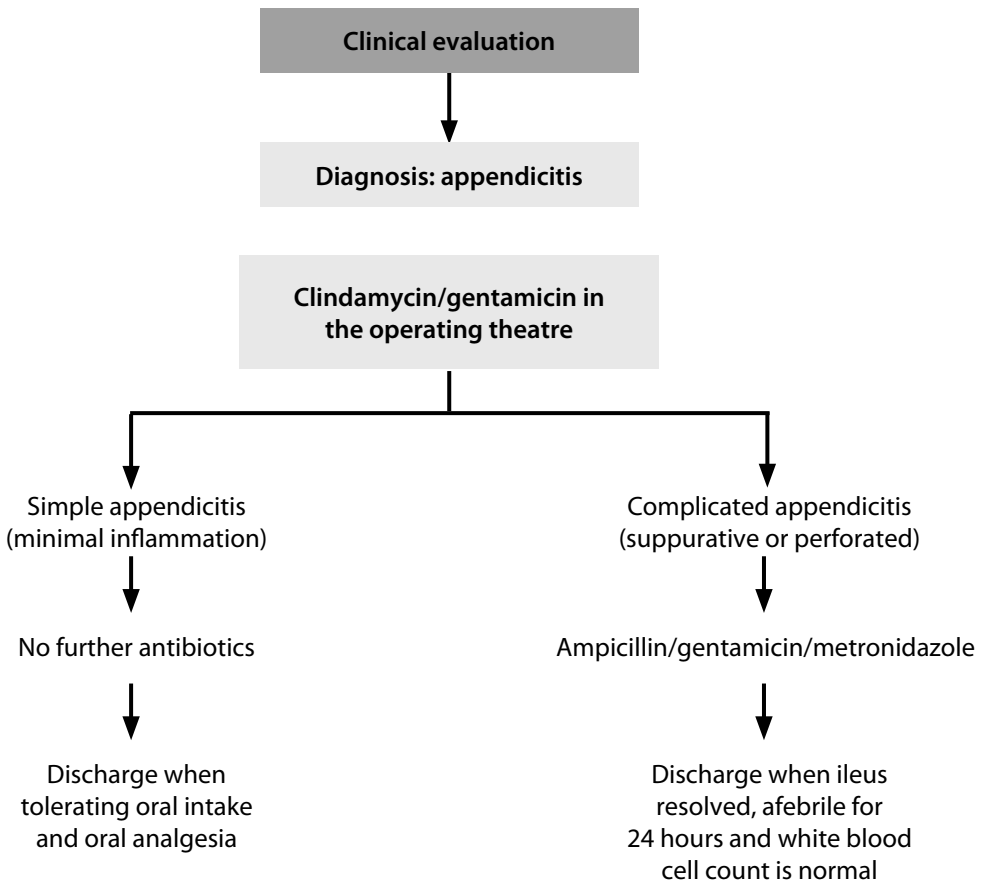 Clinical evaluation
Diagnosis: appendicitis
Clindamycin/gentamicin in
the operating theatre
Simple appendicitis
(minimal inflammation)
Complicated appendicitis
(suppurative or perforated)
No further antibiotics
Ampicillin/gentamicin/metronidazole
Discharge when
tolerating oral intake
and oral analgesia
Discharge when ileus
resolved, afebrile for
24 hours and white blood
cell count is normal